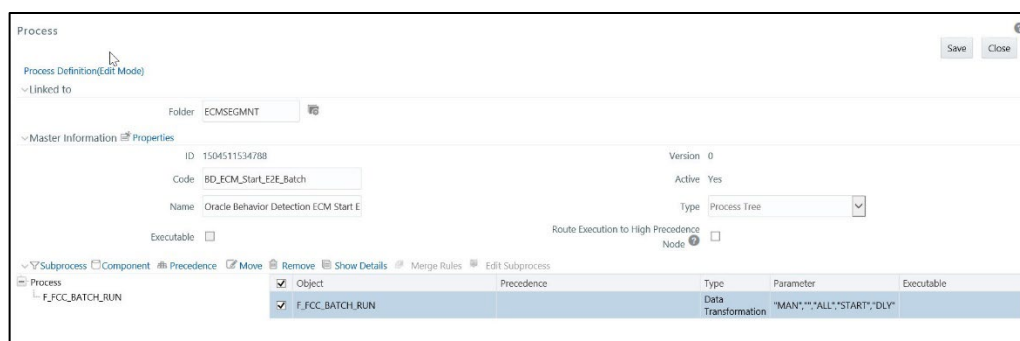 Process
Save Close
Process Definition(Edit Mode)
Linked to
Folder ECMSEGMNT
Master Information Properties
ID 1504511534788 Version 0
Code BD_ECM_Start_E2E_Batch Active Yes
Name Oracle Behavior Detection ECM Start E Type Process Tree
Executable Route Execution to High Precedence
Node
Subprocess Component Precedence Move Remove Show Details Merge Rules Edit Subprocess
Process Object Precedence Type Parameter Executable
F_FCC_BATCH_RUN F_FCC_BATCH_RUN Data
Transformation "MAN","","ALL","START","DLY"